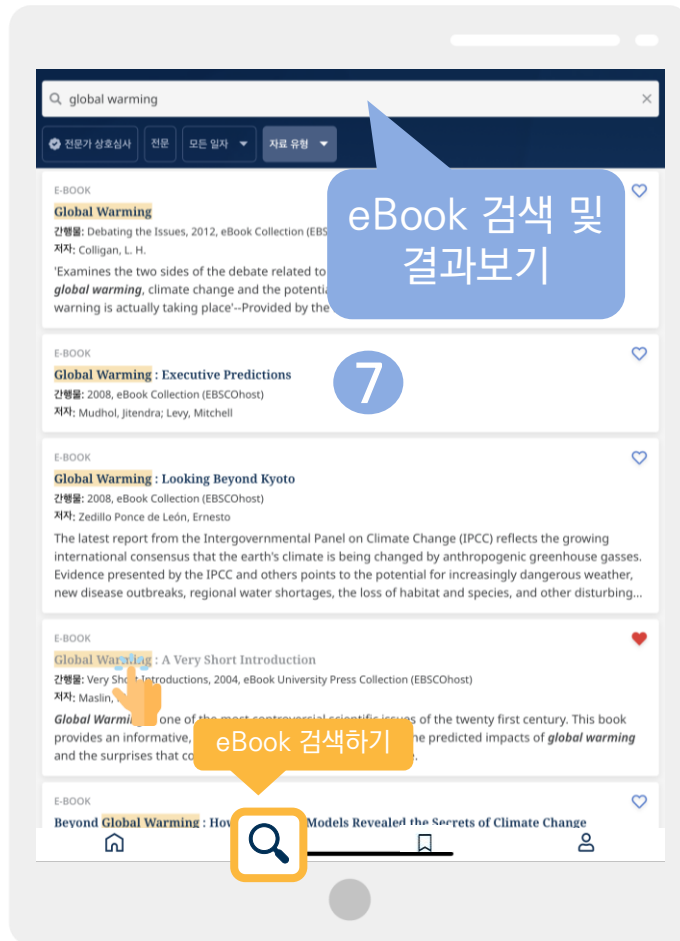 global warming
전문가 상호심사 전문 모든 일자 자료 유형
eBook 검색 및
결과보기
E-BOOK
Global Warming
간행물: Debating the Issues, 2012, eBook Collection (EBS
저자: Colligan, L. H.
'Examines the two sides of the debate related to
global warming, climate change and the potentia
warning is actually taking place'--Provided by the
7
E-BOOK
Global Warming : Executive Predictions
간행물: 2008, eBook Collection (EBSCOhost)
저자: Mudhol, Jitendra; Levy, Mitchell
E-BOOK
Global Warming : Looking Beyond Kyoto
간행물: 2008, eBook Collection (EBSCOhost)
저자: Zedillo Ponce de León, Ernesto
The latest report from the Intergovernmental Panel on Climate Change (IPCC) reflects the growing
international consensus that the earth's climate is being changed by anthropogenic greenhouse gasses.
Evidence presented by the IPCC and others points to the potential for increasingly dangerous weather,
new disease outbreaks, regional water shortages, the loss of habitat and species, and other disturbing...
E-BOOK
Global Warming : A Very Short Introduction
간행물: Very Short Introductions, 2004, eBook University Press Collection (EBSCOhost)
저자: Maslin,
Global Warming one of the most controversial scientific issues of the twenty first century. This book
provides an informative, he predicted impacts of global warming
and the surprises that co
eBook 검색하기
E-BOOK
Beyond Global Warming : How Models Revealed the Secrets of Climate Change